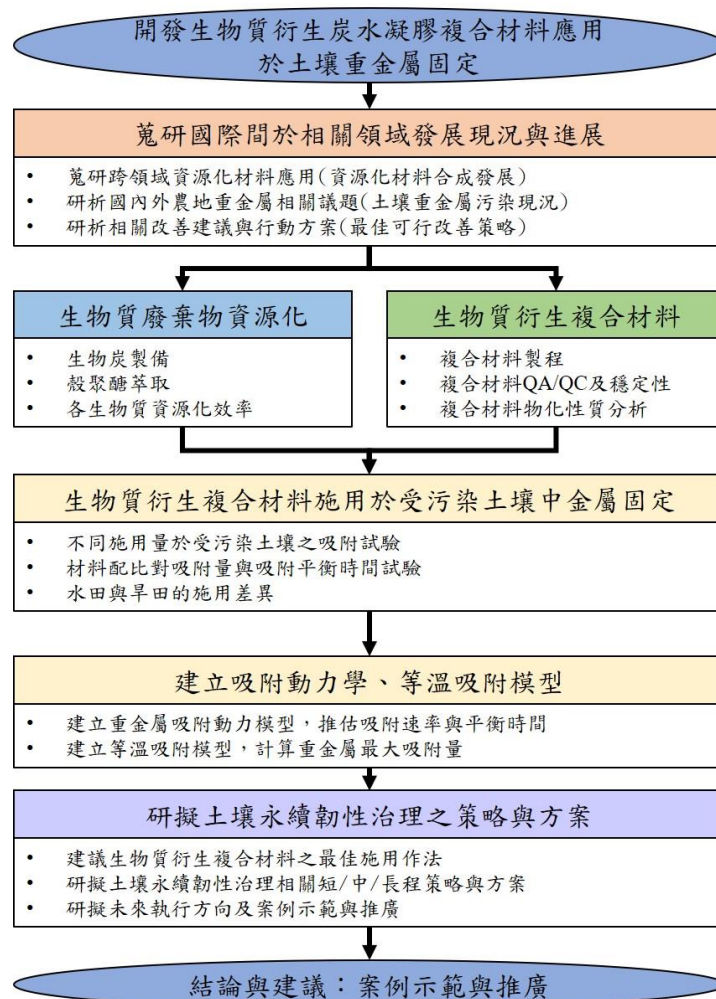 開發生物質衍生炭水凝膠複合材料應用
於土壤重金屬固定
蒐研國際間於相關領域發展現況與進展
• 蒐研跨領域資源化材料應用(資源化材料合成發展)
• 研析國內外農地重金屬相關議題(土壤重金屬污染現況)
• 研析相關改善建議與行動方案(最佳可行改善策略)
生物質廢棄物資源化
• 生物炭製備
• 殼聚醣萃取
• 各生物質資源化效率
生物質衍生複合材料
• 複合材料製程
• 複合材料QA/QC及穩定性
• 複合材料物化性質分析
生物質衍生複合材料施用於受污染土壤中金屬固定
• 不同施用量於受污染土壤之吸附試驗
• 材料配比對吸附量與吸附平衡時間試驗
• 水田與旱田的施用差異
建立吸附動力學、等溫吸附模型
• 建立重金屬吸附動力模型，推估吸附速率與平衡時間
• 建立等溫吸附模型，計算重金屬最大吸附量
研擬土壤永續韌性治理之策略與方案
• 建議生物質衍生複合材料之最佳施用作法
• 研擬土壤永續韌性治理相關短/中/長程策略與方案
• 研擬未來執行方向及案例示範與推廣
結論與建議：案例示範與推廣